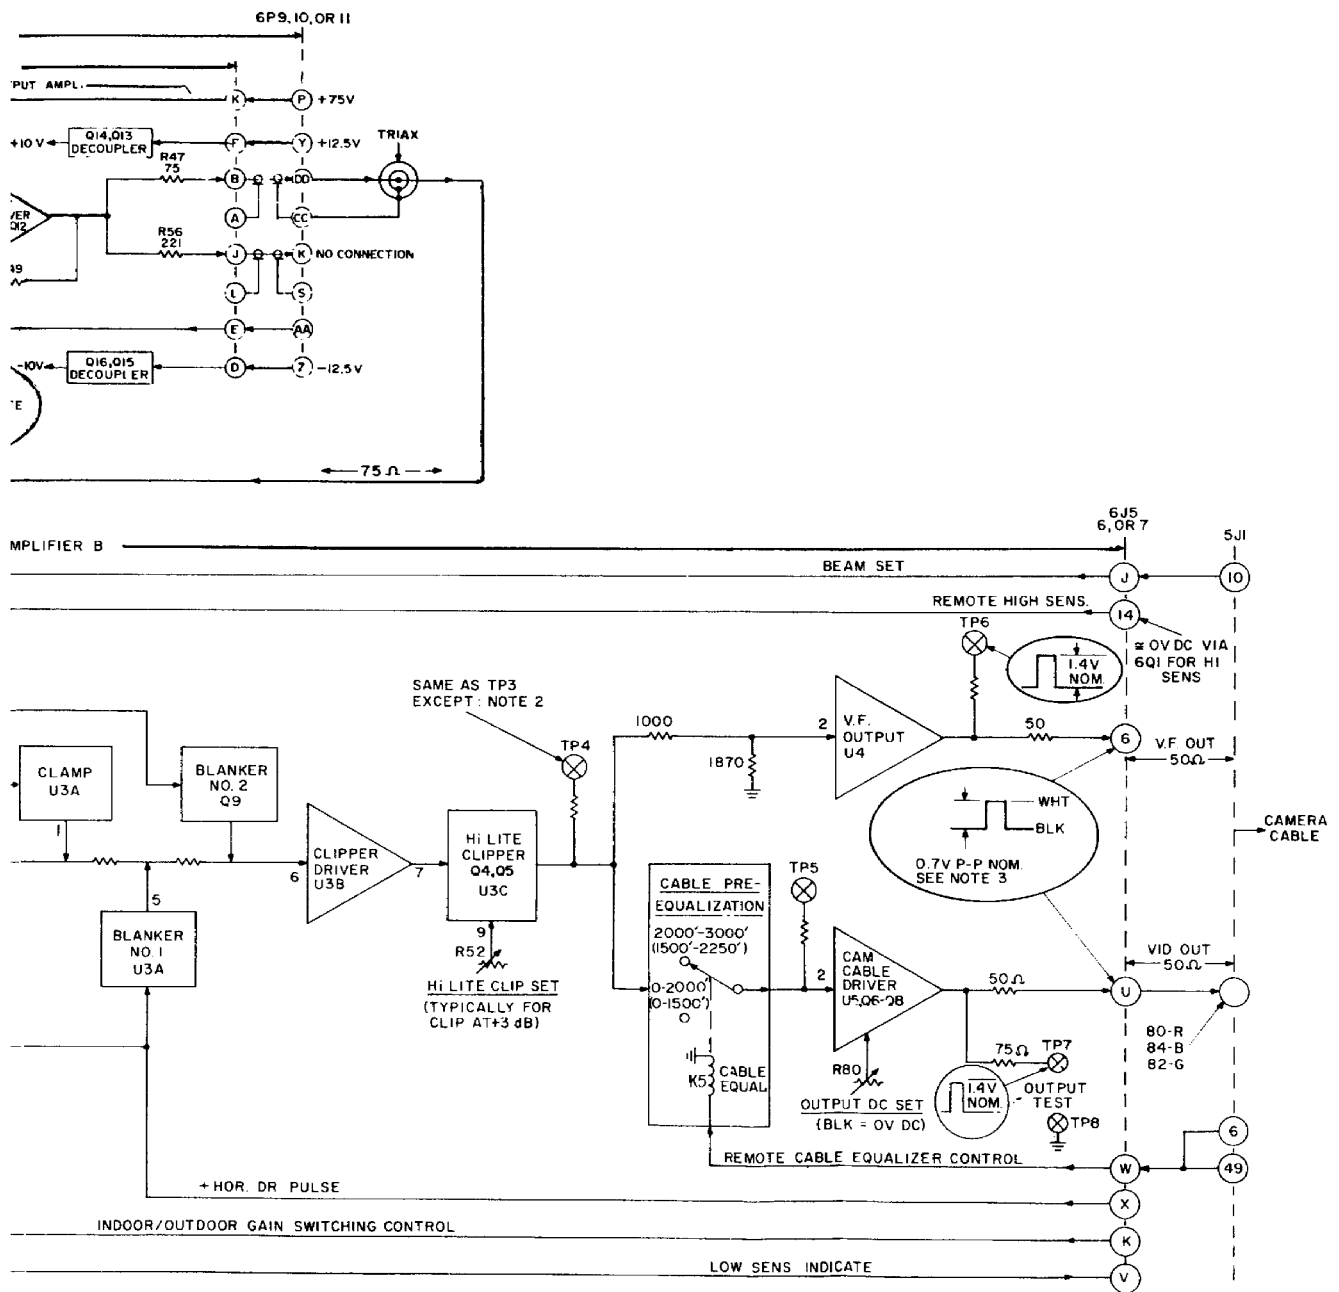 6P9, 10, OR 11
PUT AMPL.
K
P
+75V
+10 V
Q14,Q13
DECOUPLER
F
Y
+12.5V
TRIAX
R47
75
B
DD
VER
Q12
A
CC
R56
221
J
K
NO CONNECTION
49
L
S
E
AA
-10V
Q16,Q15
DECOUPLER
D
Z
-12.5V
TE
75Ω
6J5
6, OR 7
5J1
MPLIFIER B
BEAM SET
J
10
REMOTE HIGH SENS.
14
≅ 0V DC VIA
6Q1 FOR HI
SENS
TP6
1.4V
NOM.
SAME AS TP3
EXCEPT: NOTE 2
TP4
1000
1870
2
V.F.
OUTPUT
U4
50
6
V.F. OUT
50Ω
CLAMP
U3A
1
BLANKER
NO. 2
Q9
WHT
BLK
0.7V P-P NOM.
SEE NOTE 3
CAMERA
CABLE
6
CLIPPER
DRIVER
U3B
7
Hi LITE
CLIPPER
Q4,Q5
U3C
9
R52
Hi LITE CLIP SET
(TYPICALLY FOR
CLIP AT+3 dB)
5
BLANKER
NO. 1
U3A
CABLE PRE-
EQUALIZATION
2000'-3000'
(1500'-2250')
0-2000'
(0-1500')
K5
CABLE
EQUAL
TP5
2
CAM
CABLE
DRIVER
U5,Q6-Q8
R80
OUTPUT DC SET
(BLK = 0V DC)
50Ω
U
VID OUT
50Ω
80-R
84-B
82-G
75Ω
TP7
1.4V
NOM.
OUTPUT
TEST
TP8
6
REMOTE CABLE EQUALIZER CONTROL
W
49
+HOR. DR PULSE
X
INDOOR/OUTDOOR GAIN SWITCHING CONTROL
K
LOW SENS INDICATE
V